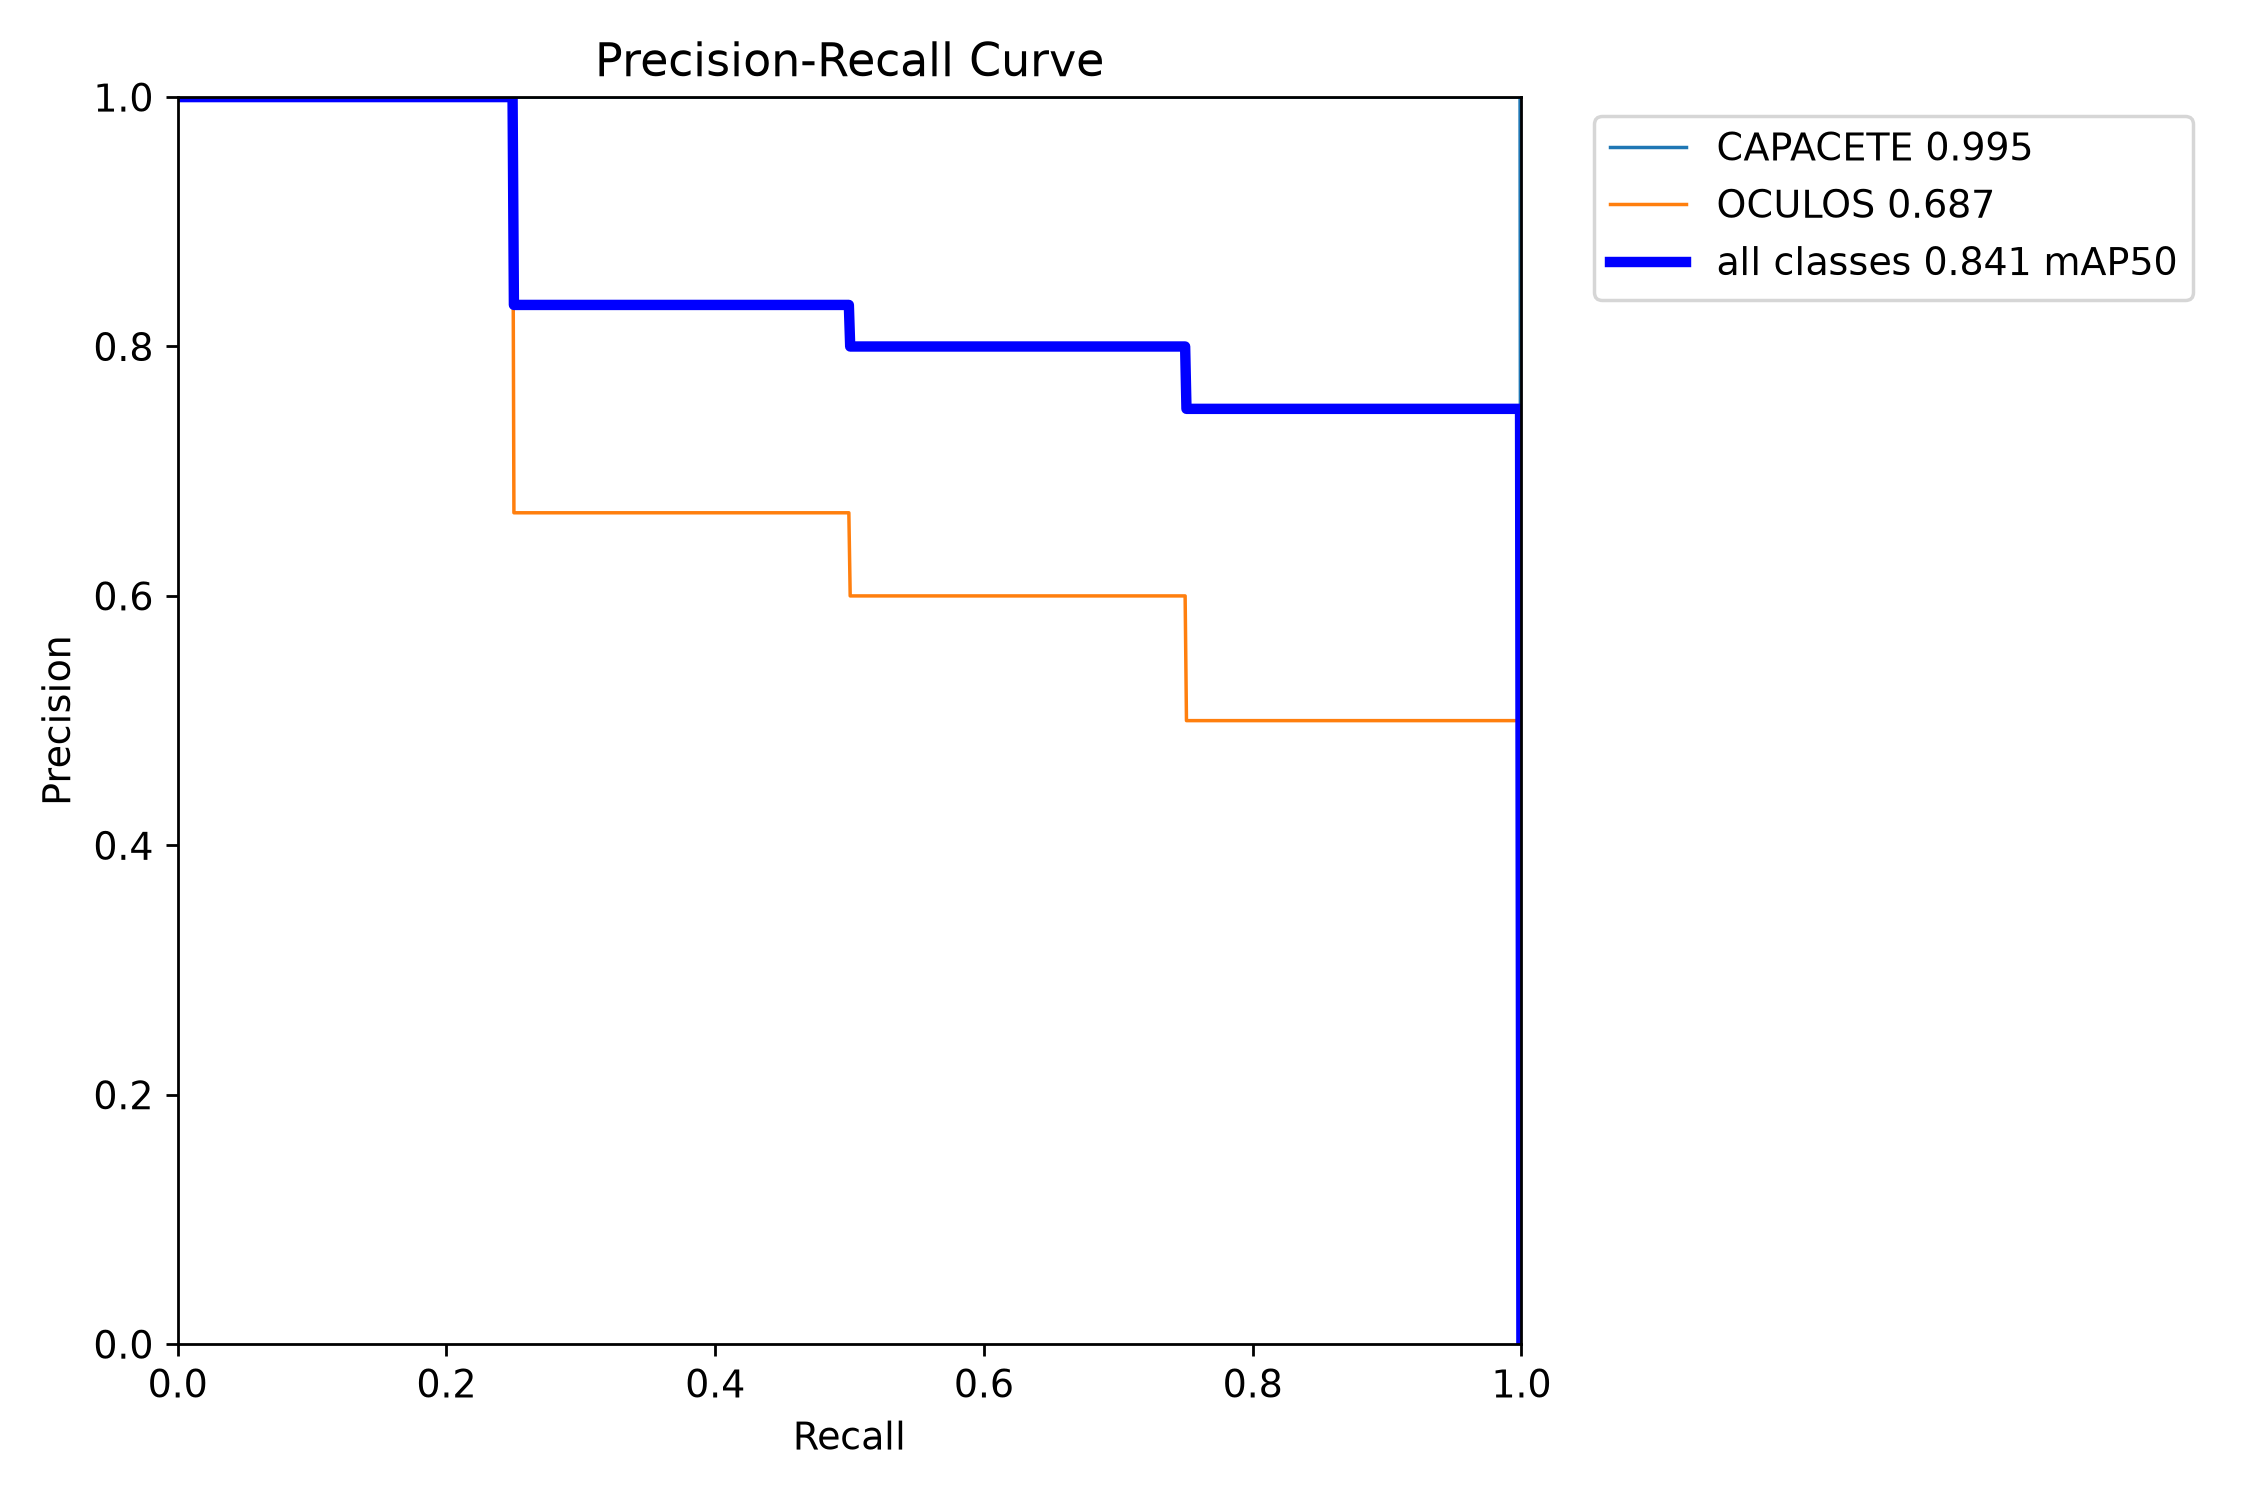 Precision-Recall Curve
1.0
0.8
0.6
0.4
0.2
0.0
Precision
0.0 0.2 0.4 0.6 0.8 1.0
Recall
CAPACETE 0.995
OCULOS 0.687
all classes 0.841 mAP50